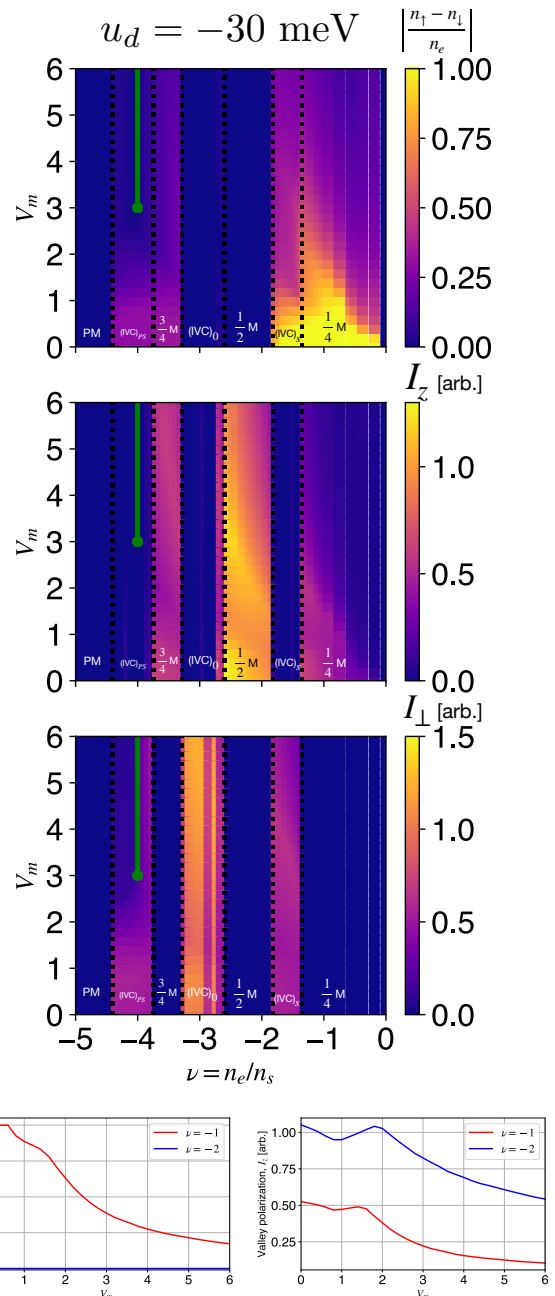 u_d = −30 meV
|n↑ − n↓ / n_e|
6
5
4
3
2
1
0
V_m
PM
(IVC)_PS
3/4 M
(IVC)_0
1/2 M
(IVC)_s
1/4 M
1.00
0.75
0.50
0.25
0.00
I_z [arb.]
6
5
4
3
2
1
0
V_m
PM
(IVC)_PS
3/4 M
(IVC)_0
1/2 M
(IVC)_s
1/4 M
1.0
0.5
0.0
I_⊥ [arb.]
6
5
4
3
2
1
0
V_m
PM
(IVC)_PS
3/4 M
(IVC)_0
1/2 M
(IVC)_s
1/4 M
1.5
1.0
0.5
0.0
−5 −4 −3 −2 −1 0
ν = n_e/n_s
ν = −1
ν = −2
1 2 3 4 5 6
Valley polarization, I_z [arb.]
1.00
0.75
0.50
0.25
ν = −1
ν = −2
0 1 2 3 4 5 6